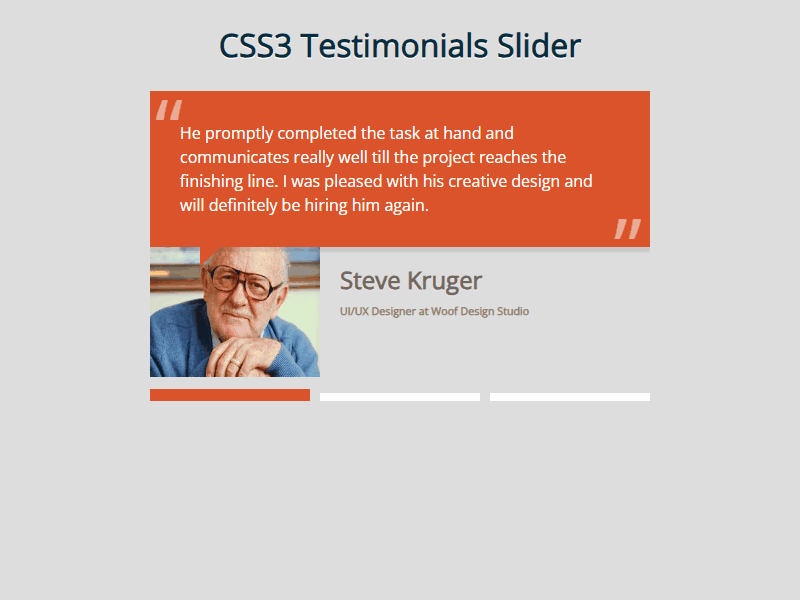 CSS3 Testimonials Slider
“
He promptly completed the task at hand and
communicates really well till the project reaches the
finishing line. I was pleased with his creative design and
will definitely be hiring him again.
”
Steve Kruger
UI/UX Designer at Woof Design Studio